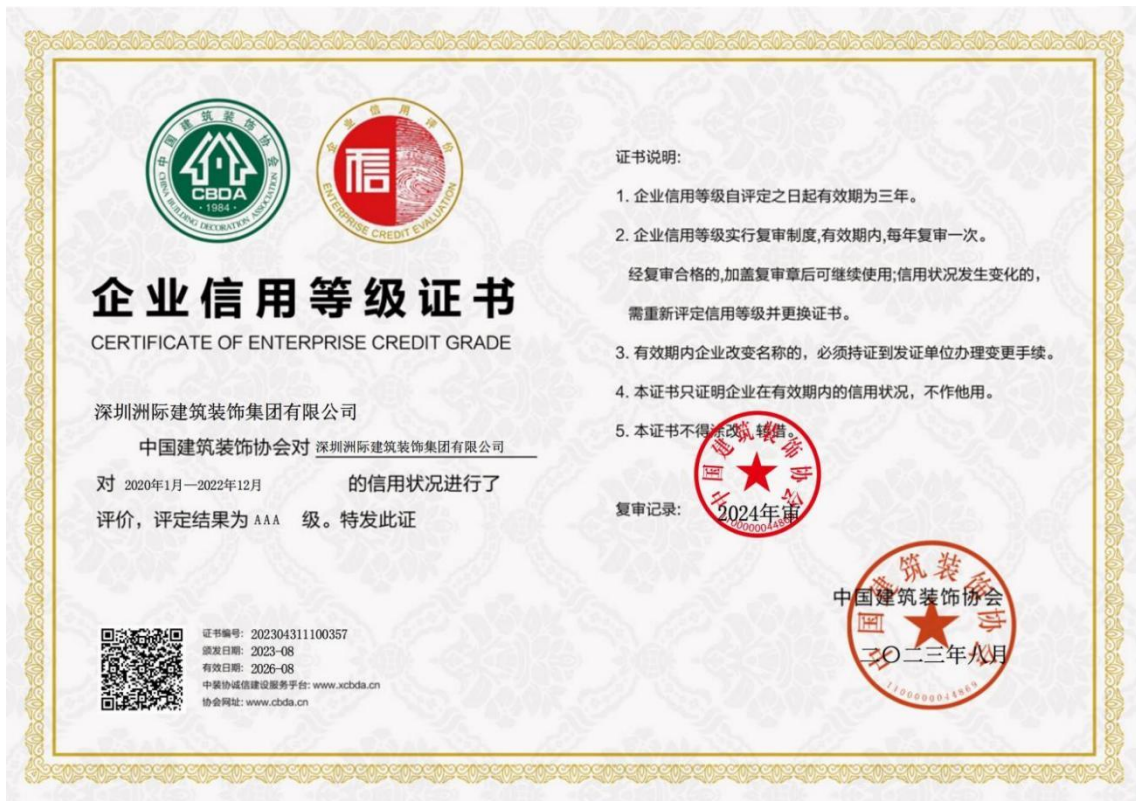 中国建筑装饰协会
CBDA
·1984·
CHINA BUILDING DECORATION ASSOCIATION
企业信用评价
信
ENTERPRISE CREDIT EVALUATION
企业信用等级证书
CERTIFICATE OF ENTERPRISE CREDIT GRADE
深圳洲际建筑装饰集团有限公司
中国建筑装饰协会对 深圳洲际建筑装饰集团有限公司
对 2020年1月—2022年12月 的信用状况进行了
评价，评定结果为 AAA 级。特发此证
证书编号: 202304311100357
颁发日期: 2023-08
有效日期: 2026-08
中装协诚信建设服务平台: www.xcbda.cn
协会网址: www.cbda.cn
证书说明:
1. 企业信用等级自评定之日起有效期为三年。
2. 企业信用等级实行复审制度,有效期内,每年复审一次。
经复审合格的,加盖复审章后可继续使用;信用状况发生变化的，
需重新评定信用等级并更换证书。
3. 有效期内企业改变名称的，必须持证到发证单位办理变更手续。
4. 本证书只证明企业在有效期内的信用状况，不作他用。
5. 本证书不得涂改、转借。
复审记录:
中国建筑装饰协会
2024年审
中国建筑装饰协会
二〇二三年八月
中国建筑装饰协会
1100000044869